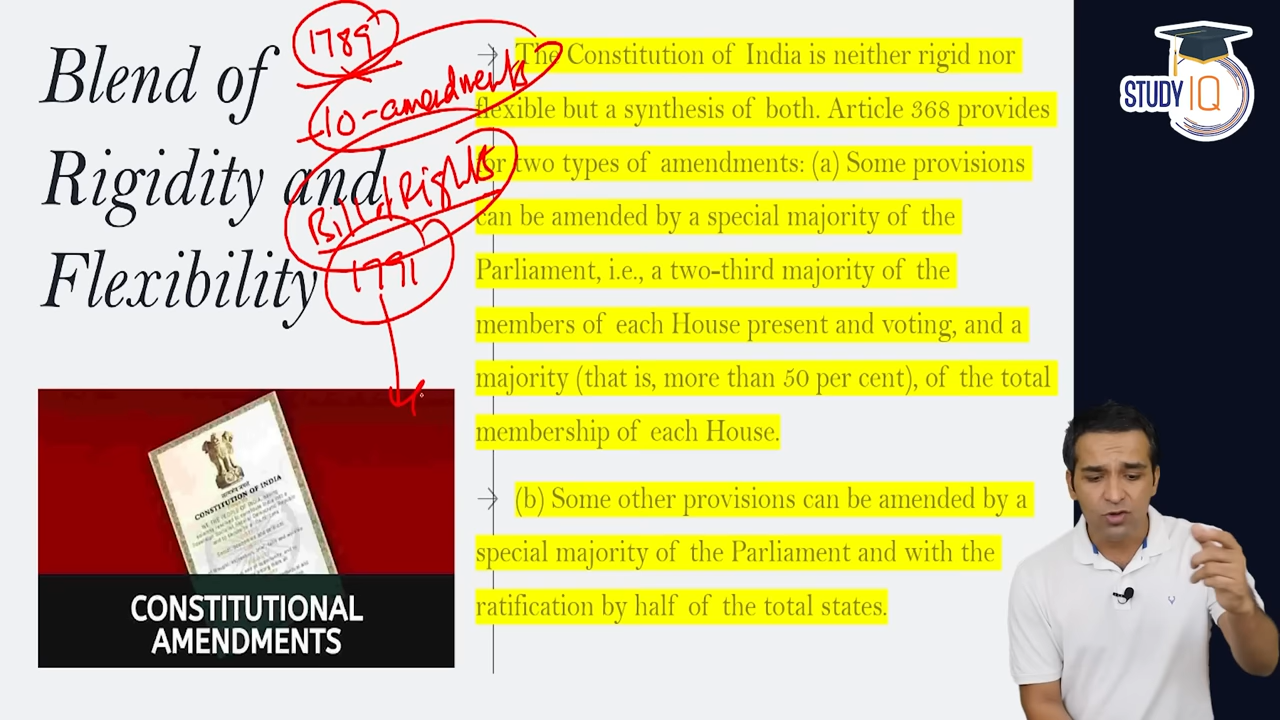 Blend of
Rigidity and
Flexibility
1789
10-amendments
Bill of Rights
1791
The Constitution of India is neither rigid nor
flexible but a synthesis of both. Article 368 provides
for two types of amendments: (a) Some provisions
can be amended by a special majority of the
Parliament, i.e., a two-third majority of the
members of each House present and voting, and a
majority (that is, more than 50 per cent), of the total
membership of each House.
(b) Some other provisions can be amended by a
special majority of the Parliament and with the
ratification by half of the total states.
CONSTITUTION OF INDIA
CONSTITUTIONAL
AMENDMENTS
STUDY IQ